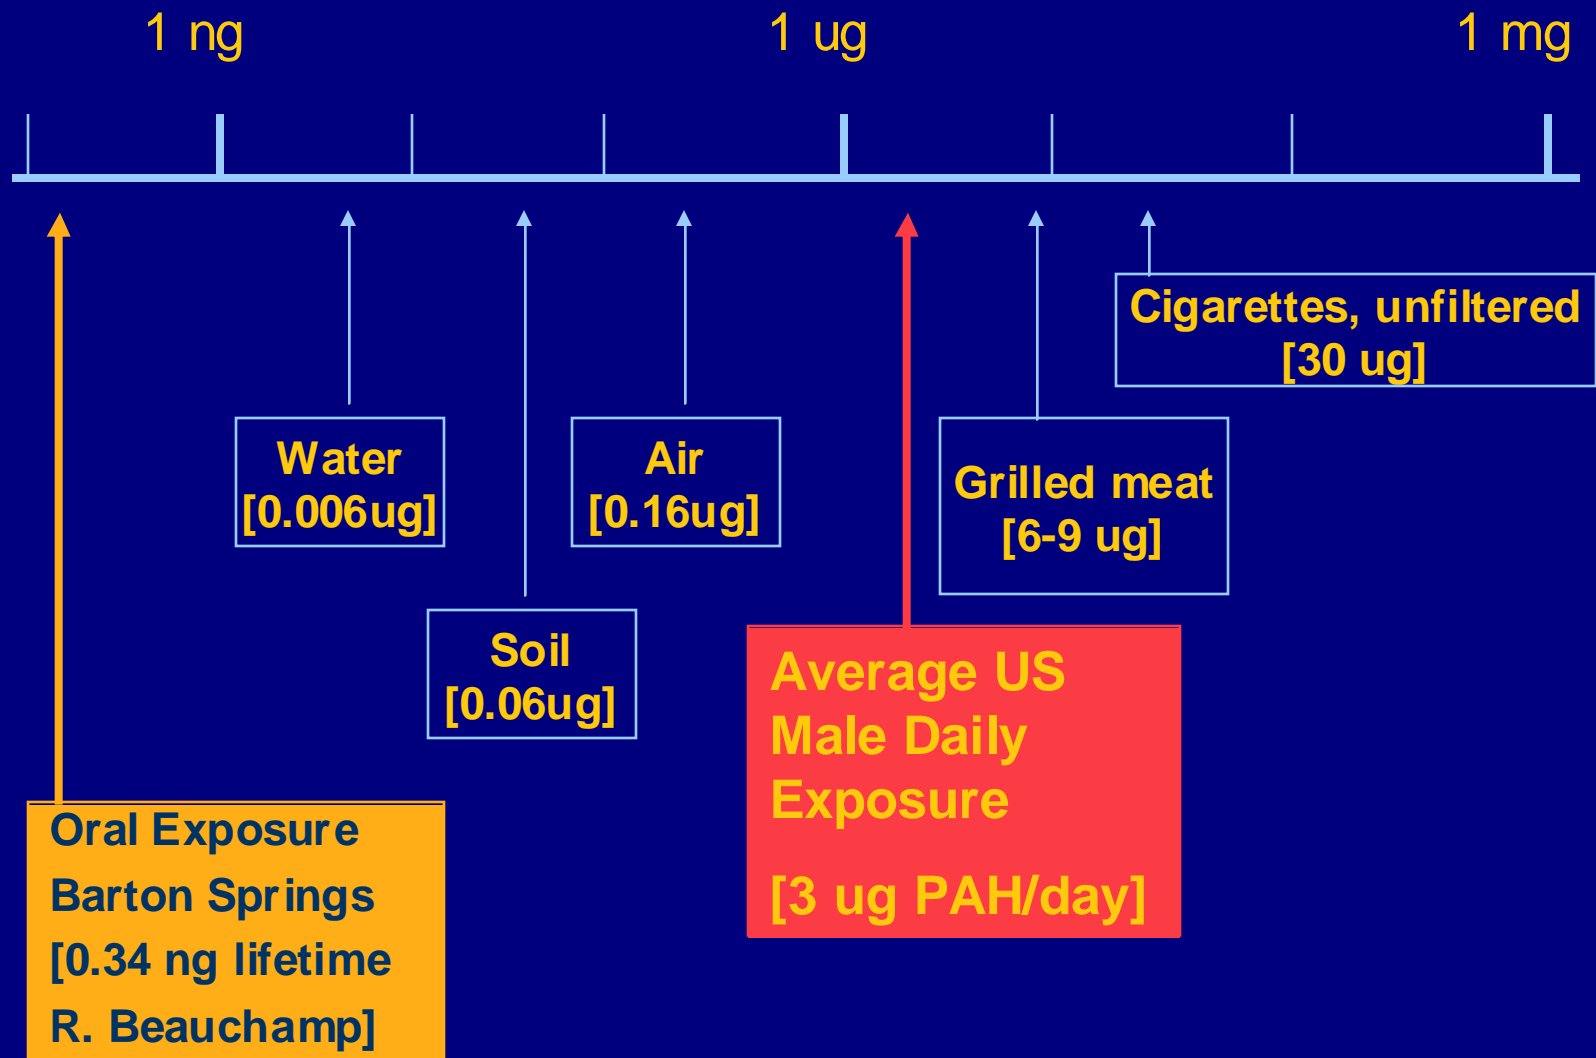 1 ng
1 ug
1 mg
Cigarettes, unfiltered
[30 ug]
Water
[0.006ug]
Air
[0.16ug]
Grilled meat
[6-9 ug]
Soil
[0.06ug]
Average US
Male Daily
Exposure
[3 ug PAH/day]
Oral Exposure
Barton Springs
[0.34 ng lifetime
R. Beauchamp]